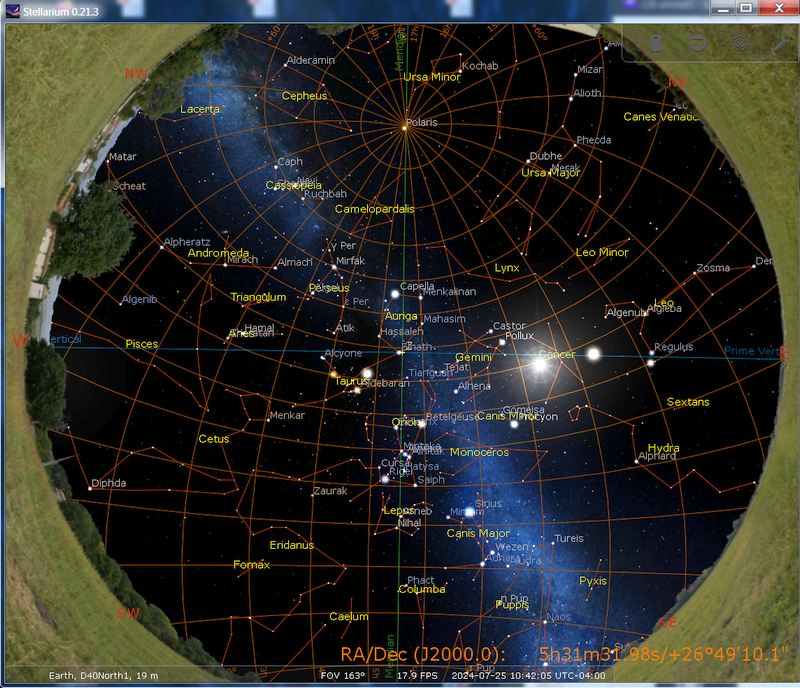 Stellarium 0.21.3
Meridian
Alderamin
Kochab
Ursa Minor
Mizar
NW
NE
Cepheus
Alioth
Lacerta
Canes Venatic
Polaris
Phecda
Matar
Dubhe
Caph
Merak
Ursa Major
Scheat
Navi
Cassiopeia
Ruchbah
Camelopardalis
Alpheratz
γ Per
Andromeda
Mirach
Almach
Mirfak
Leo Minor
Lynx
Zosma
Den
Capella
Menkalinan
Perseus
Algenib
Triangulum
ε Per
Leo
Algieba
Algenub
Auriga
Mahasim
Hamal
Atik
Hassaleh
Castor
Pollux
W
ertical
Pisces
Alcyone
Z
Elnath
Gemini
Cancer
Regulus
Prime Vert
E
Tianguan
Tejat
Taurus
Aldebaran
Alhena
Sextans
Menkar
Orion
Betelgeuse
Canis Minor
Gomeisa
Procyon
Cetus
Mintaka
Alnitak
Monoceros
Hydra
Alphard
Cursa
Rigel
Hatysa
Saiph
Diphda
Zaurak
Sirius
Lepus
Arneb
Mirzam
Nihal
Canis Major
Tureis
Eridanus
Wezen
Adhara
Aludra
Fornax
Phact
Columba
Pyxis
SW
Caelum
η Pup
Puppis
Naos
SE
Meridian
RA/Dec (J2000.0): 5h31m31.98s/+26°49'10.1"
Pup
Earth, D40North1, 19 m FOV 163° 17.9 FPS 2024-07-25 10:42:05 UTC-04:00